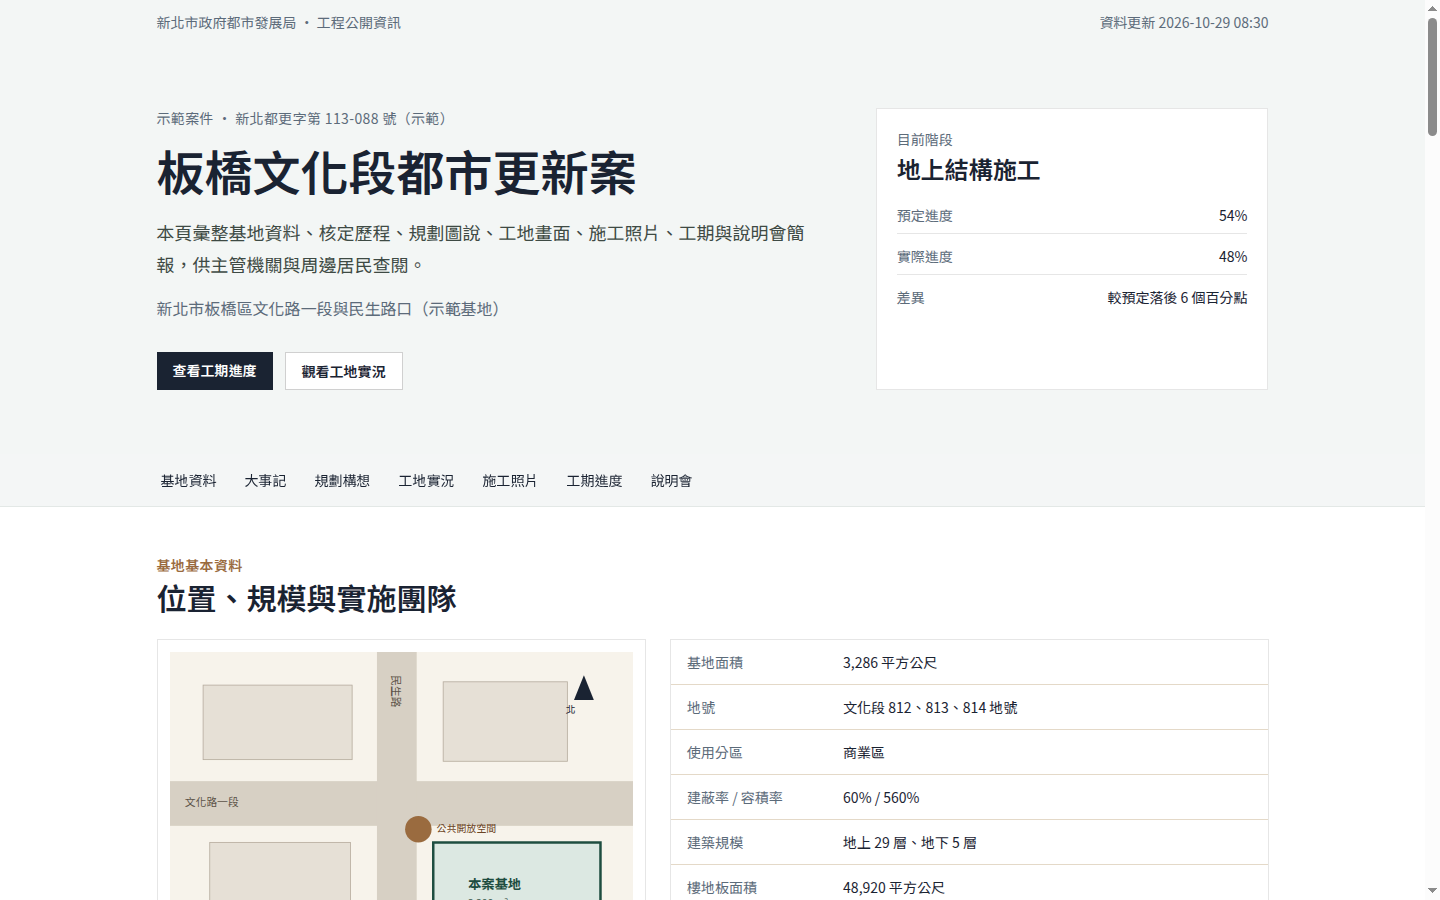 新北市政府都市發展局 ・ 工程公開資訊
資料更新 2026-10-29 08:30
示範案件 ・ 新北都更字第 113-088 號（示範）
板橋文化段都市更新案
本頁彙整基地資料、核定歷程、規劃圖說、工地畫面、施工照片、工期與說明會簡
報，供主管機關與周邊居民查閱。
新北市板橋區文化路一段與民生路口（示範基地）
查看工期進度
觀看工地實況
目前階段
地上結構施工
預定進度 54%
實際進度 48%
差異 較預定落後 6 個百分點
基地資料 大事記 規劃構想 工地實況 施工照片 工期進度 說明會
基地基本資料
位置、規模與實施團隊
民生路
北
文化路一段
公共開放空間
本案基地
基地面積 3,286 平方公尺
地號 文化段 812、813、814 地號
使用分區 商業區
建蔽率 / 容積率 60% / 560%
建築規模 地上 29 層、地下 5 層
樓地板面積 48,920 平方公尺